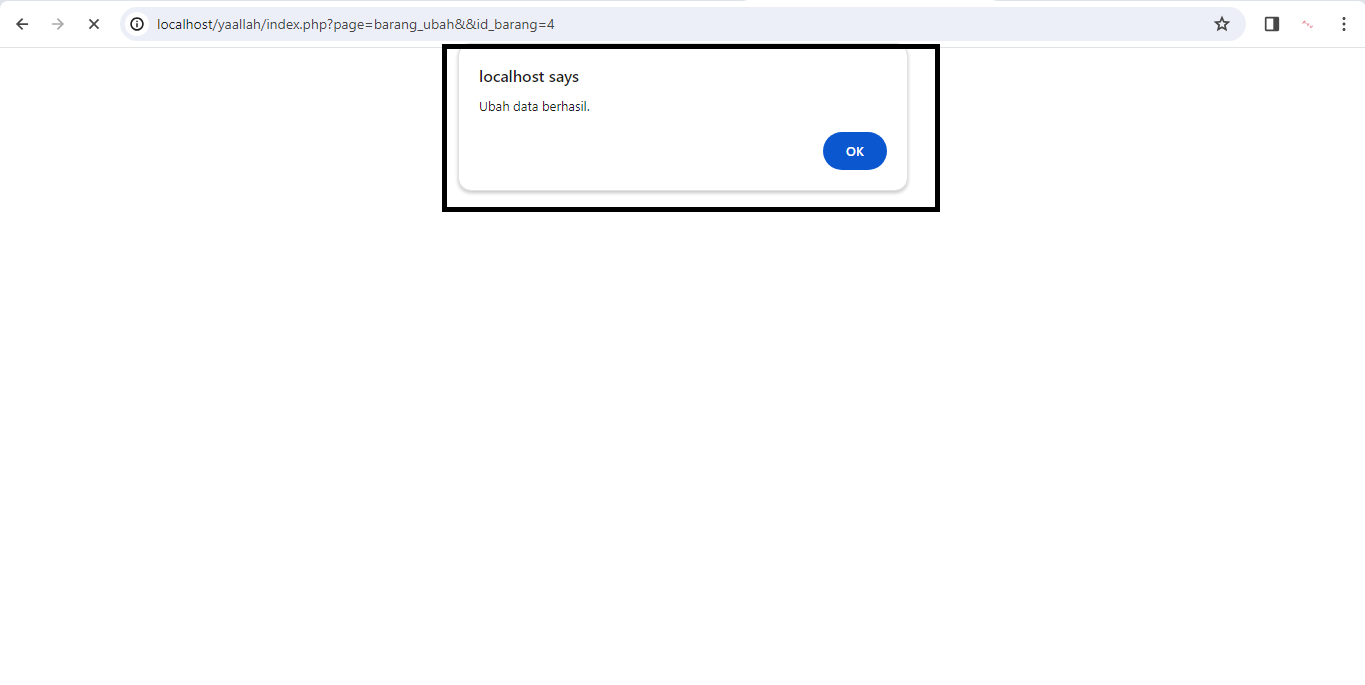 localhost/yaallah/index.php?page=barang_ubah&&id_barang=4
localhost says
Ubah data berhasil.
OK